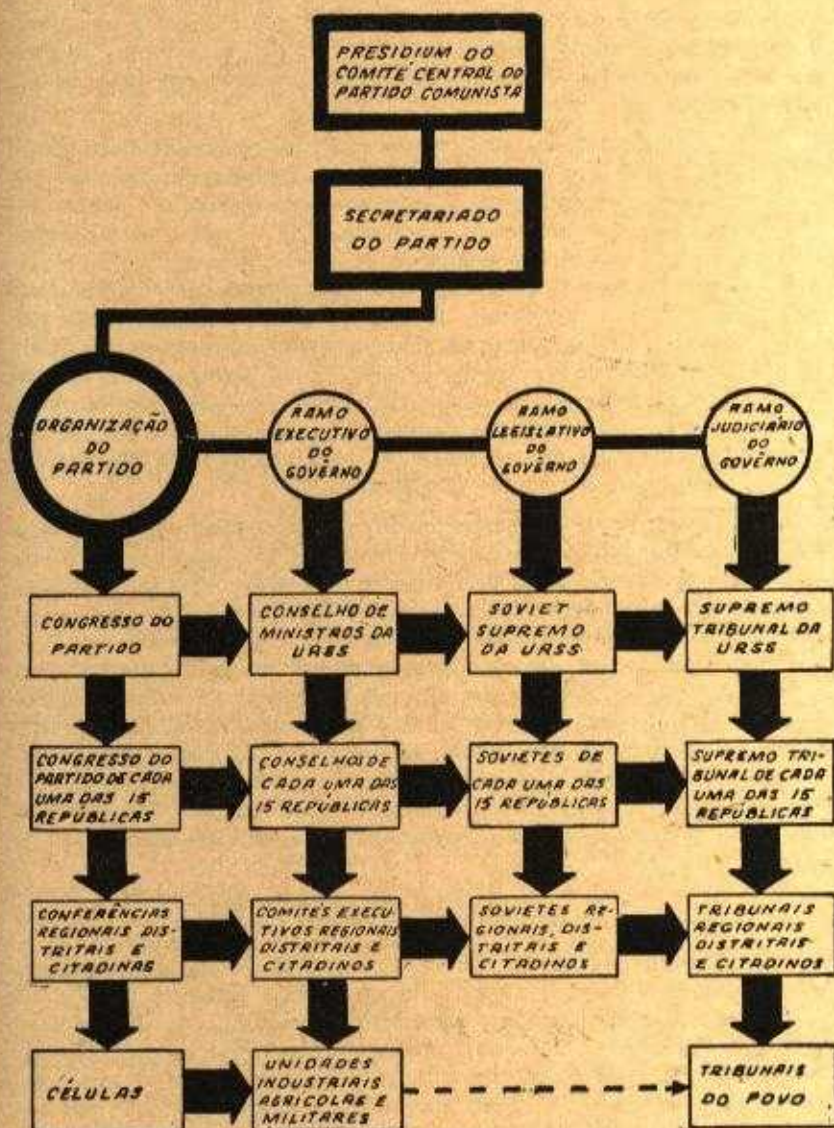 PRESIDIUM DO
COMITÉ CENTRAL DO
PARTIDO COMUNISTA
SECRETARIADO
DO PARTIDO
ORGANIZAÇÃO
DO
PARTIDO
RAMO
EXECUTIVO
DO
GOVÊRNO
RAMO
LEGISLATIVO
DO
GOVÊRNO
RAMO
JUDICIÁRIO
DO
GOVÊRNO
CONGRESSO DO
PARTIDO
CONSELHO DE
MINISTROS DA
URSS
SOVIET
SUPREMO
DA URSS
SUPREMO
TRIBUNAL DA
URSS
CONGRESSO DO
PARTIDO DE CADA
UMA DAS 15
REPÚBLICAS
CONSELHOS DE
CADA UMA DAS
15 REPÚBLICAS
SOVIETES DE
CADA UMA DAS
15 REPÚBLICAS
SUPREMO TRI-
BUNAL DE CADA
UMA DAS 15
REPÚBLICAS
CONFERÊNCIAS
REGIONAIS DIS-
TRITAIS E
CITADINAS
COMITÉS EXECU-
TIVOS REGIONAIS
DISTRITAIS E
CITADINOS
SOVIETES RE-
GIONAIS, DIS-
TRITAIS E
CITADINOS
TRIBUNAIS
REGIONAIS
DISTRITAIS
E CITADINOS
CÉLULAS
UNIDADES
INDUSTRIAIS
AGRICOLAS E
MILITARES
TRIBUNAIS
DO POVO